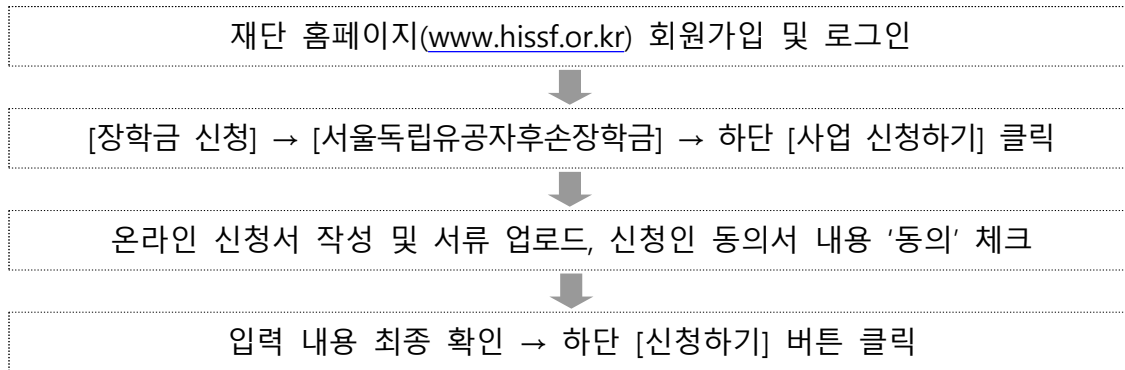 재단 홈페이지(www.hissf.or.kr) 회원가입 및 로그인
[장학금 신청] → [서울독립유공자후손장학금] → 하단 [사업 신청하기] 클릭
온라인 신청서 작성 및 서류 업로드, 신청인 동의서 내용 ‘동의’ 체크
입력 내용 최종 확인 → 하단 [신청하기] 버튼 클릭